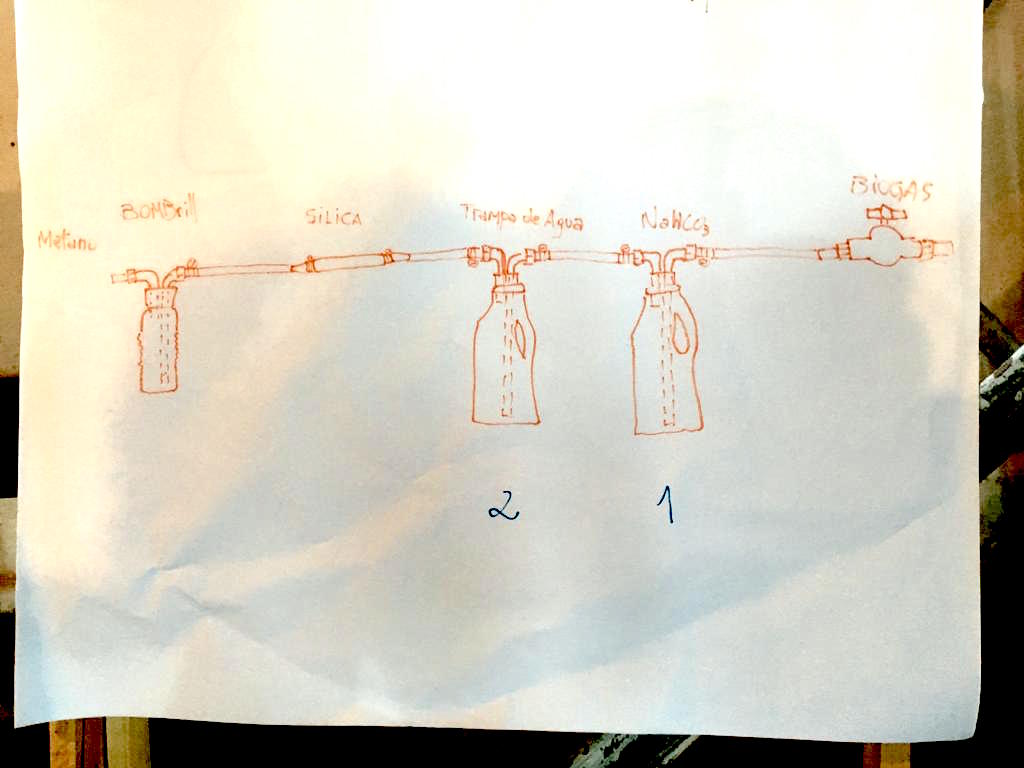 BiOGAS
BOMBrill
SiLiCA
Trampa de Agua
NaHCO3
Metano
2
1